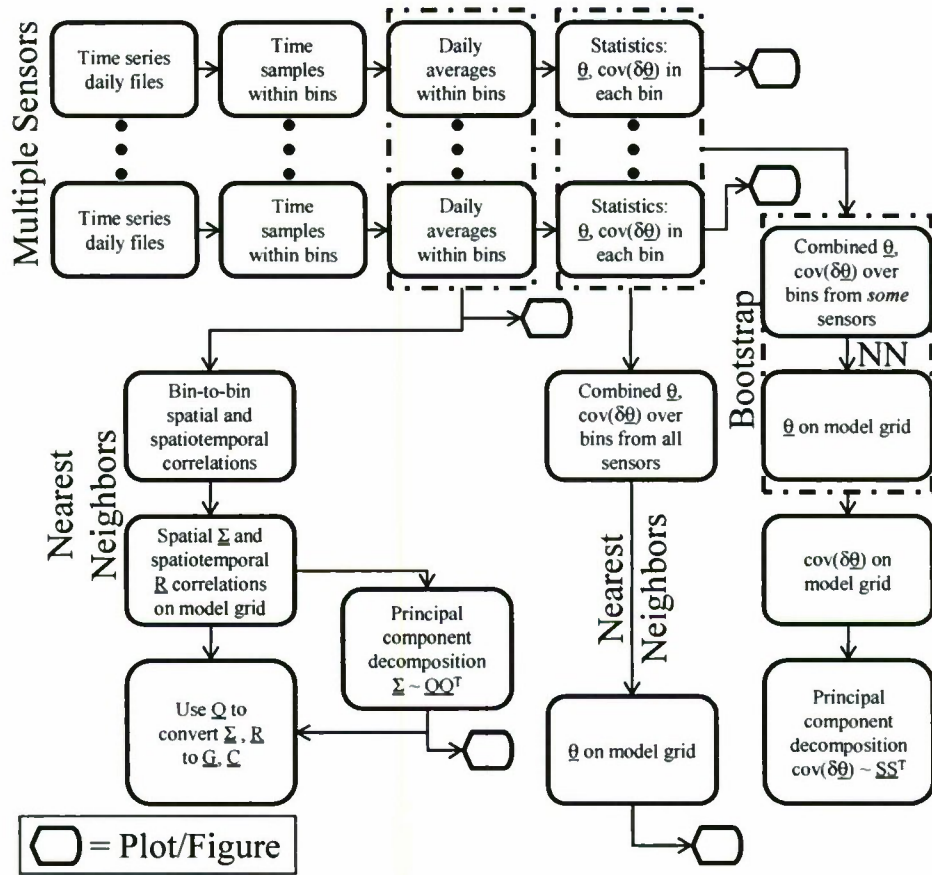 Multiple Sensors
Time series
daily files
Time
samples
within bins
Daily
averages
within bins
Statistics:
θ, cov(δθ) in
each bin
Time series
daily files
Time
samples
within bins
Daily
averages
within bins
Statistics:
θ, cov(δθ) in
each bin
Bootstrap
Combined θ,
cov(δθ) over
bins from some
sensors
NN
θ on model grid
Bin-to-bin
spatial and
spatiotemporal
correlations
Combined θ,
cov(δθ) over
bins from all
sensors
Nearest
Neighbors
Spatial Σ and
spatiotemporal
R correlations
on model grid
Principal
component
decomposition
Σ ~ QQᵀ
Nearest
Neighbors
cov(δθ) on
model grid
Use Q to
convert Σ, R
to G, C
θ on model grid
Principal
component
decomposition
cov(δθ) ~ SSᵀ
= Plot/Figure